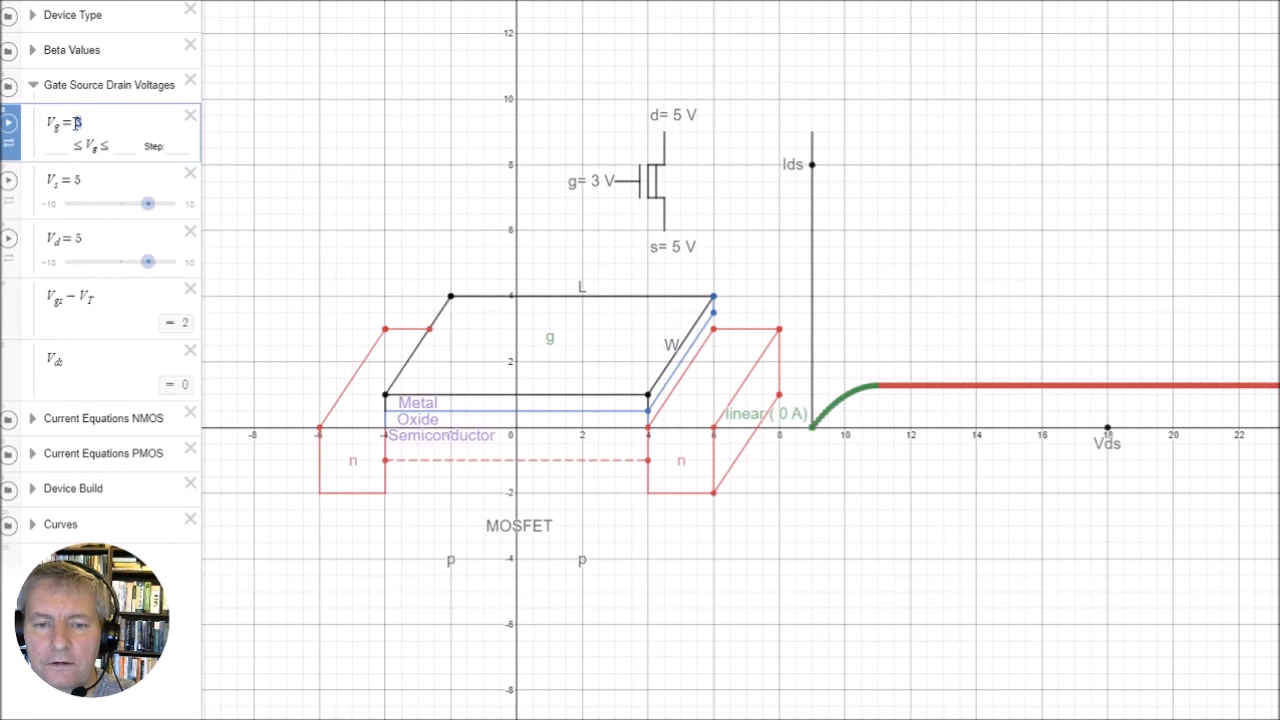 Device Type
Beta Values
Gate Source Drain Voltages
Vg = 3
≤ Vg ≤ Step:
Vs = 5
-10 10
Vd = 5
-10 10
Vgs − VT
= 2
Vds
= 0
Current Equations NMOS
Current Equations PMOS
Device Build
Curves
12
10
8
6
4
2
-2
-4
-6
-8
-8 -6 -4 0 2 4 6 8 10 12 14 16 18 20 22
d= 5 V
g= 3 V
s= 5 V
Ids
L
g
W
Metal
Oxide
Semiconductor
linear ( 0 A)
Vds
n n
MOSFET
p p